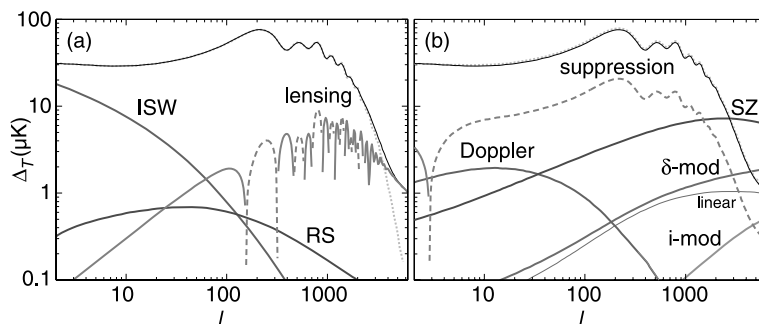 100
(a)
(b)
suppression
ISW
lensing
SZ
10
Doppler
Δ_T(μK)
δ-mod
1
linear
RS
i-mod
0.1
10
100
1000
10
100
1000
l
l